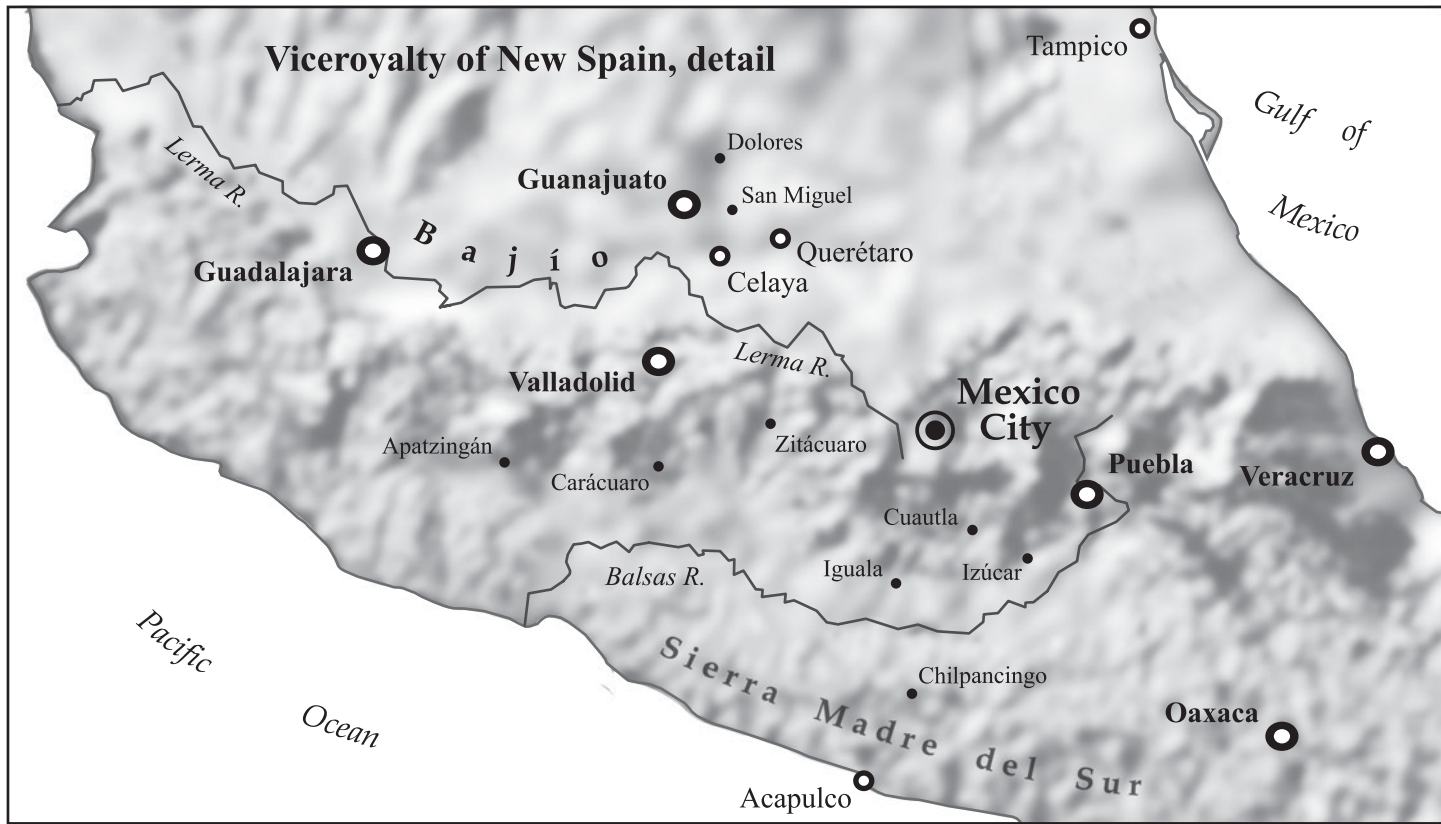 Viceroyalty of New Spain, detail
Tampico
Gulf of
Mexico
Dolores
Lerma R.
Guanajuato
San Miguel
Bajío
Querétaro
Guadalajara
Celaya
Lerma R.
Valladolid
Mexico
City
Apatzingán
Zitácuaro
Carácuaro
Puebla
Veracruz
Cuautla
Iguala
Izúcar
Balsas R.
Pacific
Ocean
Sierra Madre del Sur
Chilpancingo
Oaxaca
Acapulco